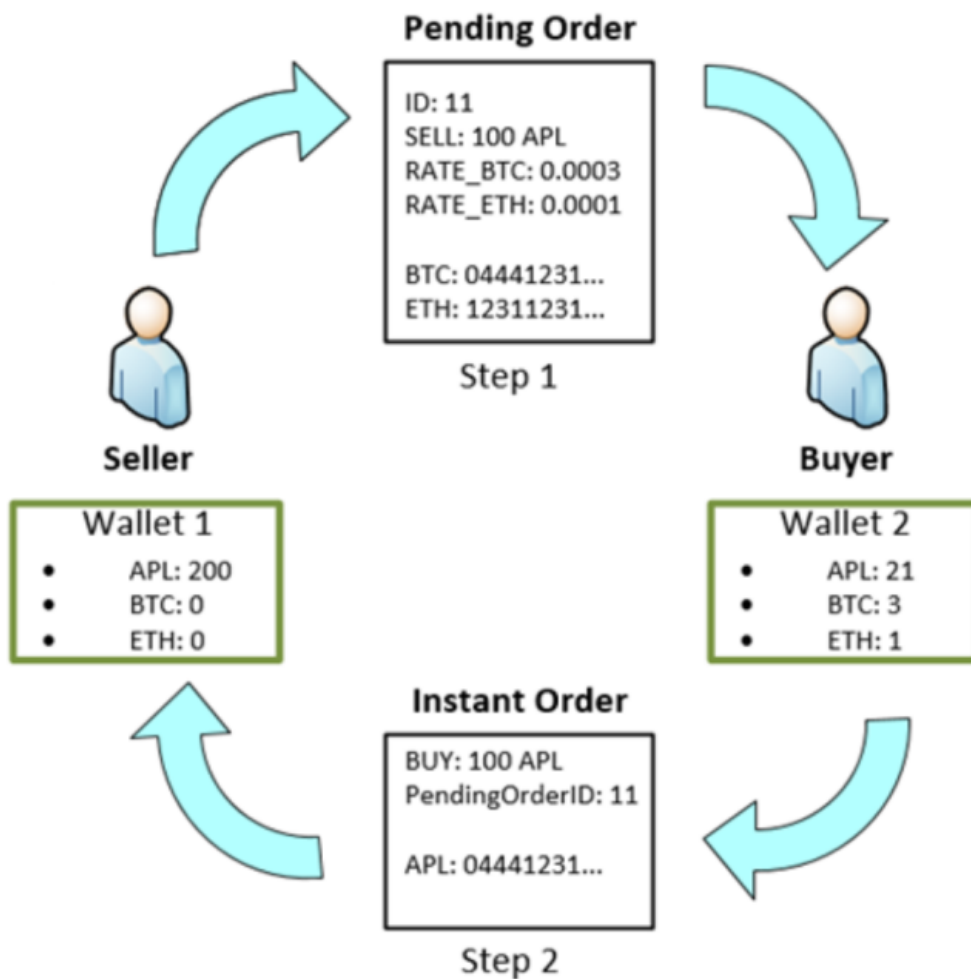 Pending Order
ID: 11
SELL: 100 APL
RATE_BTC: 0.0003
RATE_ETH: 0.0001
BTC: 04441231...
ETH: 12311231...
Step 1
Seller
Buyer
Wallet 1
• APL: 200
• BTC: 0
• ETH: 0
Wallet 2
• APL: 21
• BTC: 3
• ETH: 1
Instant Order
BUY: 100 APL
PendingOrderID: 11
APL: 04441231...
Step 2